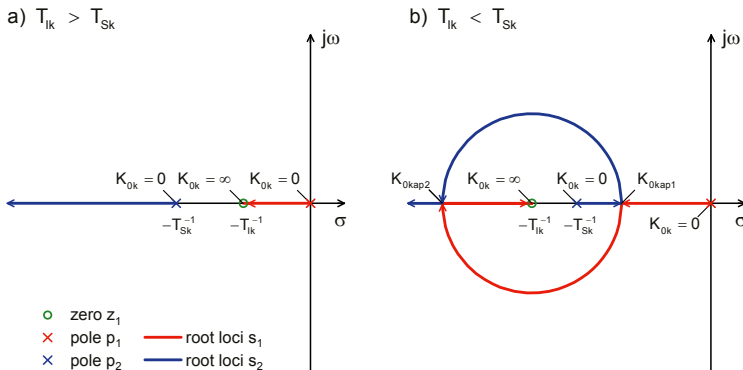 a) T_Ik > T_Sk
jω
K_0k = 0 K_0k = ∞ K_0k = 0
−T_Sk^−1 −T_Ik^−1 σ
zero z_1
pole p_1 root loci s_1
pole p_2 root loci s_2
b) T_Ik < T_Sk
jω
K_0kap2 K_0k = ∞ K_0k = 0 K_0kap1
−T_Ik^−1 −T_Sk^−1 K_0k = 0 σ